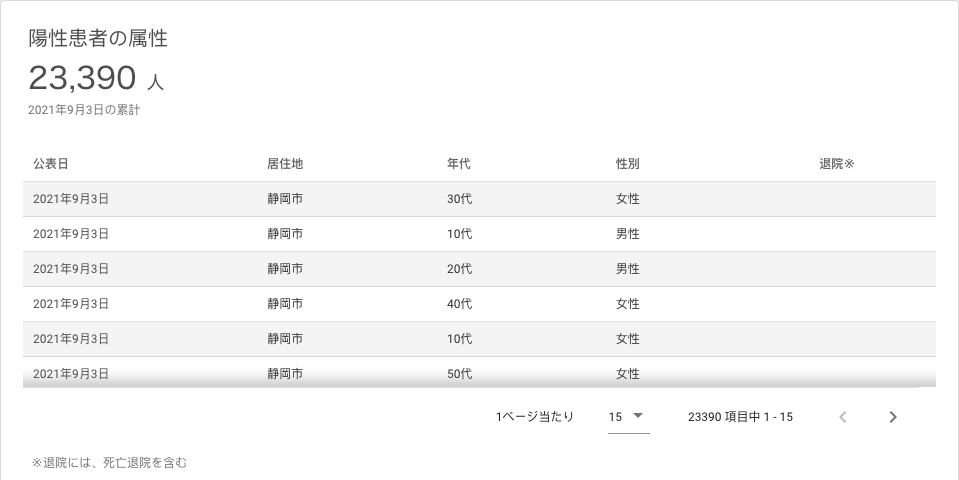 陽性患者の属性
23,390 人
2021年9月3日の累計
公表日 居住地 年代 性別 退院※
2021年9月3日 静岡市 30代 女性
2021年9月3日 静岡市 10代 男性
2021年9月3日 静岡市 20代 男性
2021年9月3日 静岡市 40代 女性
2021年9月3日 静岡市 10代 女性
2021年9月3日 静岡市 50代 女性
1ページ当たり 15 23390 項目中 1 - 15
※退院には、死亡退院を含む